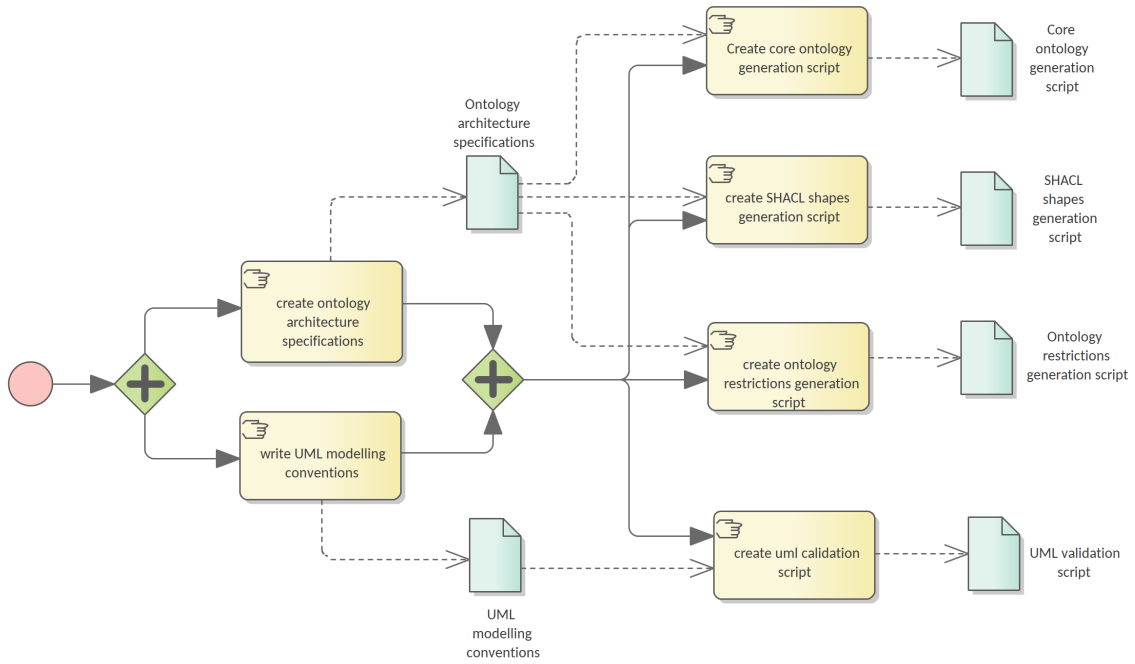 Core
ontology
generation
script
Create core ontology
generation script
Ontology
architecture
specifications
create SHACL shapes
generation script
SHACL
shapes
generation
script
create ontology
architecture
specifications
create ontology
restrictions generation
script
Ontology
restrictions
generation script
write UML modelling
conventions
create uml calidation
script
UML validation
script
UML
modelling
conventions